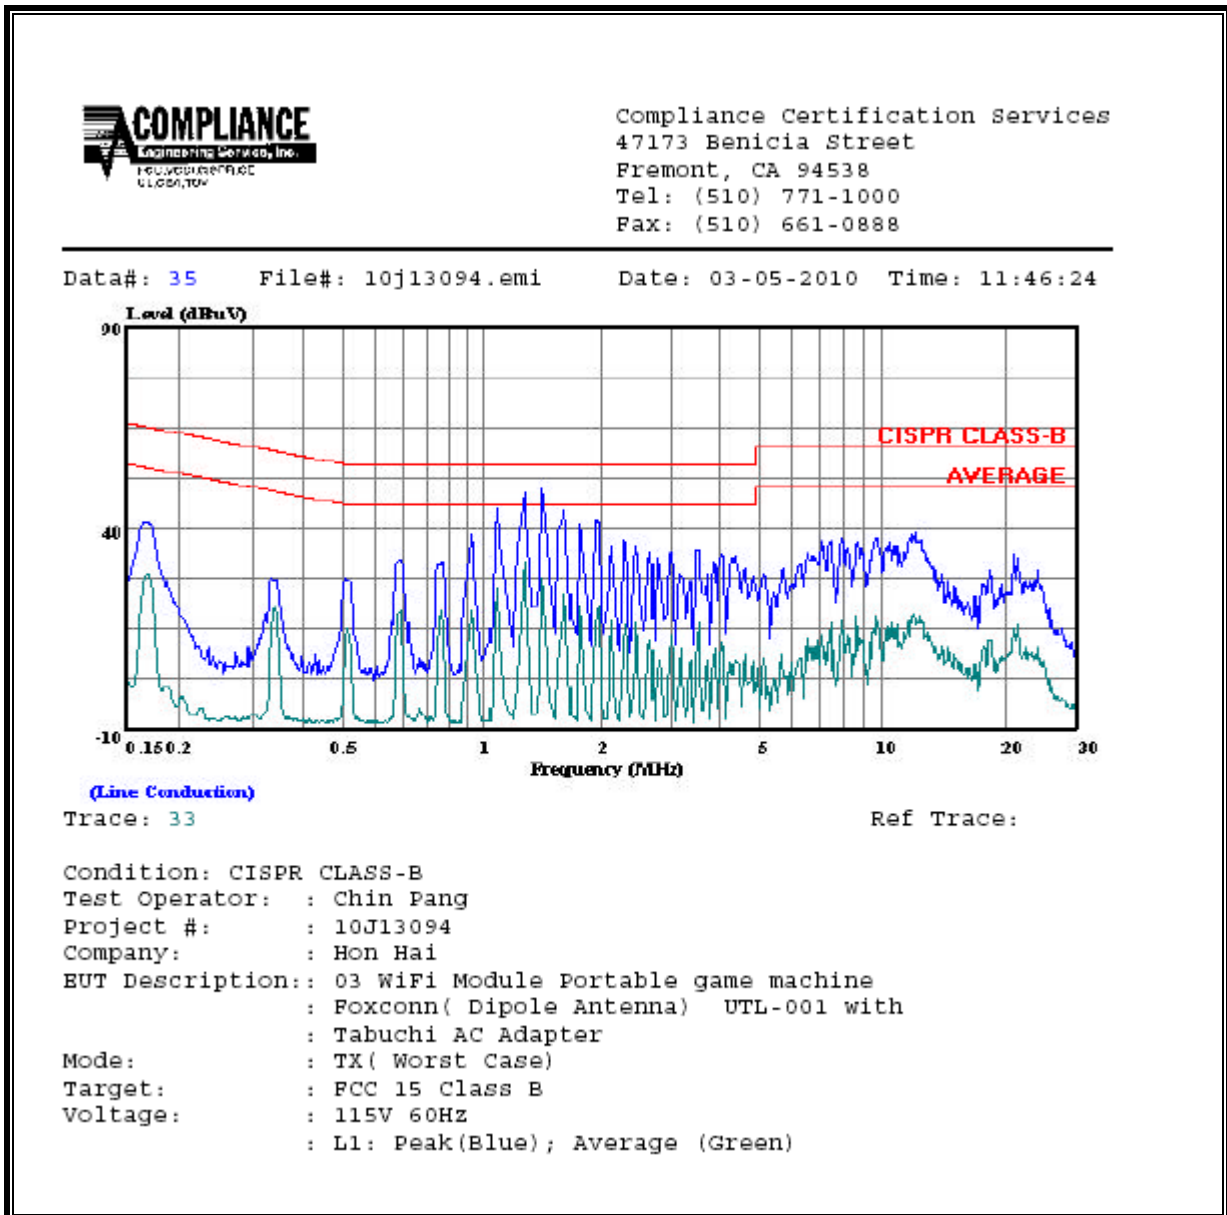 COMPLIANCE
Engineering Service, Inc.
Compliance Certification Services
47173 Benicia Street
Fremont, CA 94538
Tel: (510) 771-1000
Fax: (510) 661-0888
Data#: 35 File#: 10j13094.emi Date: 03-05-2010 Time: 11:46:24
Level (dBuV)
90
CISPR CLASS-B
AVERAGE
40
-10
0.15 0.2 0.5 1 2 5 10 20 30
Frequency (MHz)
(Line Conduction)
Trace: 33 Ref Trace:
Condition: CISPR CLASS-B
Test Operator: : Chin Pang
Project #: : 10J13094
Company: : Hon Hai
EUT Description:: 03 WiFi Module Portable game machine
: Foxconn( Dipole Antenna) UTL-001 with
: Tabuchi AC Adapter
Mode: : TX( Worst Case)
Target: : FCC 15 Class B
Voltage: : 115V 60Hz
: L1: Peak(Blue); Average (Green)